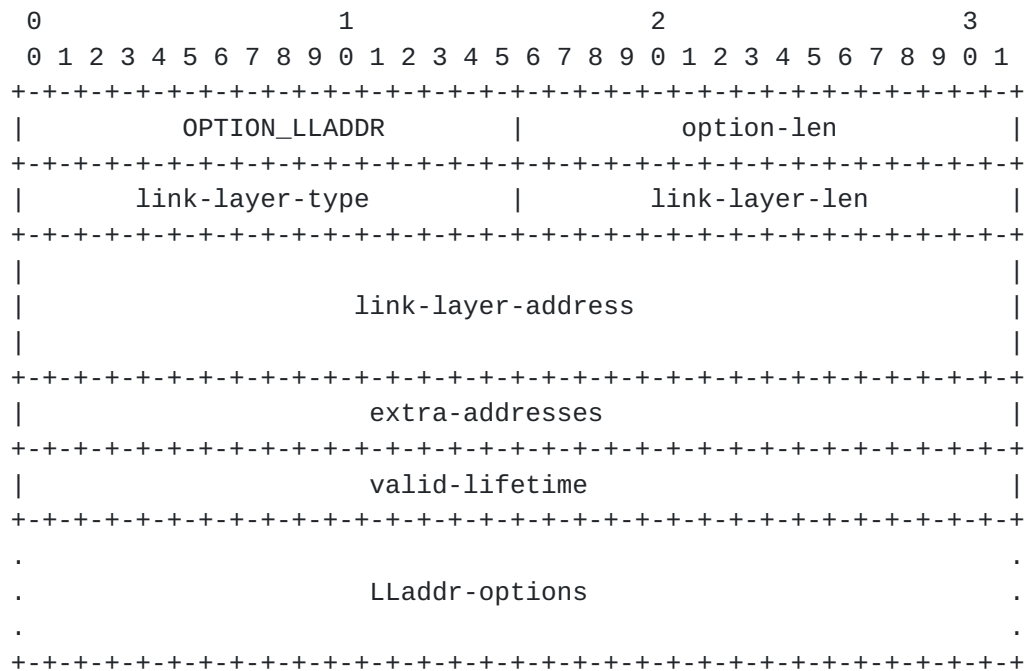 0                   1                   2                   3
 0 1 2 3 4 5 6 7 8 9 0 1 2 3 4 5 6 7 8 9 0 1 2 3 4 5 6 7 8 9 0 1
+-+-+-+-+-+-+-+-+-+-+-+-+-+-+-+-+-+-+-+-+-+-+-+-+-+-+-+-+-+-+-+-+
|          OPTION_LLADDR        |          option-len           |
+-+-+-+-+-+-+-+-+-+-+-+-+-+-+-+-+-+-+-+-+-+-+-+-+-+-+-+-+-+-+-+-+
|       link-layer-type         |        link-layer-len         |
+-+-+-+-+-+-+-+-+-+-+-+-+-+-+-+-+-+-+-+-+-+-+-+-+-+-+-+-+-+-+-+-+
|                                                               |
|                     link-layer-address                        |
|                                                               |
+-+-+-+-+-+-+-+-+-+-+-+-+-+-+-+-+-+-+-+-+-+-+-+-+-+-+-+-+-+-+-+-+
|                      extra-addresses                          |
+-+-+-+-+-+-+-+-+-+-+-+-+-+-+-+-+-+-+-+-+-+-+-+-+-+-+-+-+-+-+-+-+
|                      valid-lifetime                           |
+-+-+-+-+-+-+-+-+-+-+-+-+-+-+-+-+-+-+-+-+-+-+-+-+-+-+-+-+-+-+-+-+
.                                                               .
.                      LLaddr-options                           .
.                                                               .
+-+-+-+-+-+-+-+-+-+-+-+-+-+-+-+-+-+-+-+-+-+-+-+-+-+-+-+-+-+-+-+-+